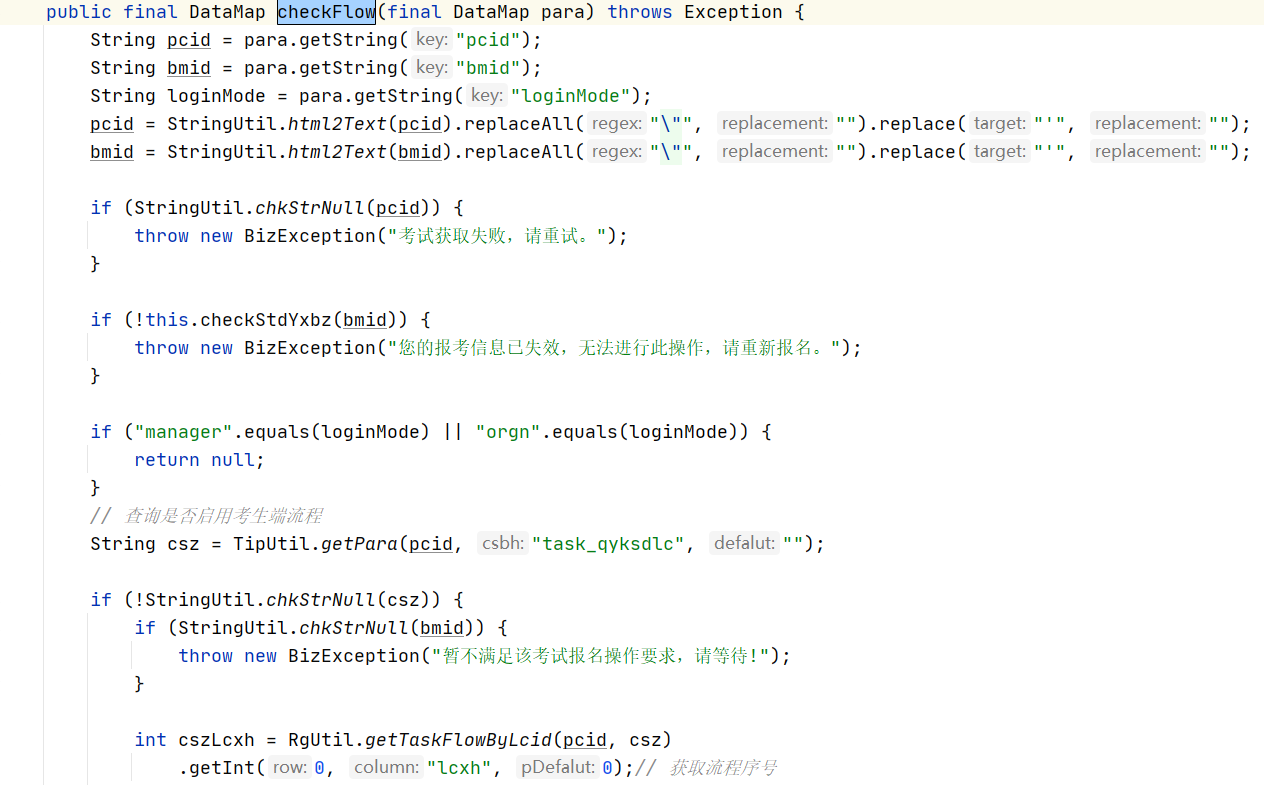 public final DataMap checkFlow(final DataMap para) throws Exception {
String pcid = para.getString( key: "pcid");
String bmid = para.getString( key: "bmid");
String loginMode = para.getString( key: "loginMode");
pcid = StringUtil.html2Text(pcid).replaceAll( regex: "\"", replacement: "").replace( target: "'", replacement: "");
bmid = StringUtil.html2Text(bmid).replaceAll( regex: "\"", replacement: "").replace( target: "'", replacement: "");
if (StringUtil.chkStrNull(pcid)) {
throw new BizException("考试获取失败，请重试。");
}
if (!this.checkStdYxbz(bmid)) {
throw new BizException("您的报考信息已失效，无法进行此操作，请重新报名。");
}
if ("manager".equals(loginMode) || "orgn".equals(loginMode)) {
return null;
}
// 查询是否启用考生端流程
String csz = TipUtil.getPara(pcid, csbh: "task_qyksdlc", defalut: "");
if (!StringUtil.chkStrNull(csz)) {
if (StringUtil.chkStrNull(bmid)) {
throw new BizException("暂不满足该考试报名操作要求，请等待!");
}
int cszLcxh = RgUtil.getTaskFlowByLcid(pcid, csz)
.getInt( row: 0, column: "lcxh", pDefalut: 0);// 获取流程序号